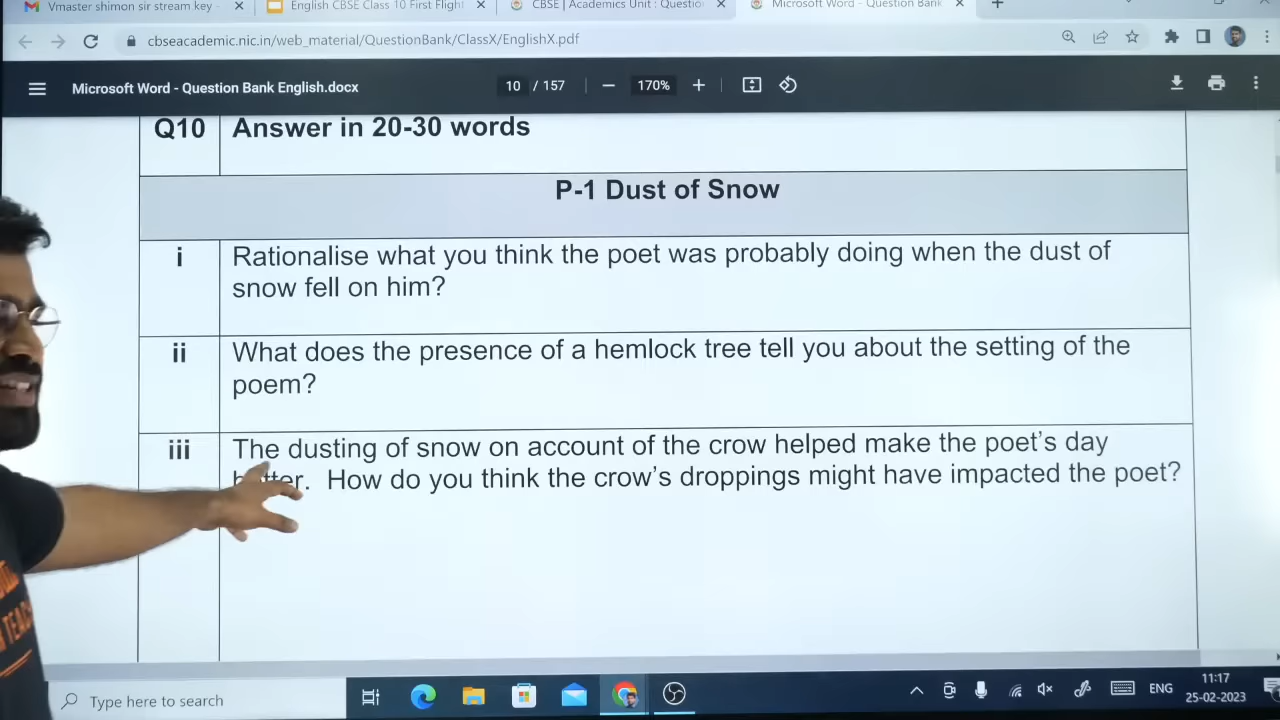 Vmaster shimon sir stream key -
English CBSE Class 10 First Flight
CBSE | Academics Unit : Questio
Microsoft Word - Question Bank
cbseacademic.nic.in/web_material/QuestionBank/ClassX/EnglishX.pdf
Microsoft Word - Question Bank English.docx
10 / 157
170%
Q10 Answer in 20-30 words
P-1 Dust of Snow
i Rationalise what you think the poet was probably doing when the dust of
snow fell on him?
ii What does the presence of a hemlock tree tell you about the setting of the
poem?
iii The dusting of snow on account of the crow helped make the poet's day
better. How do you think the crow's droppings might have impacted the poet?
TEAC
Type here to search
ENG
11:17
25-02-2023